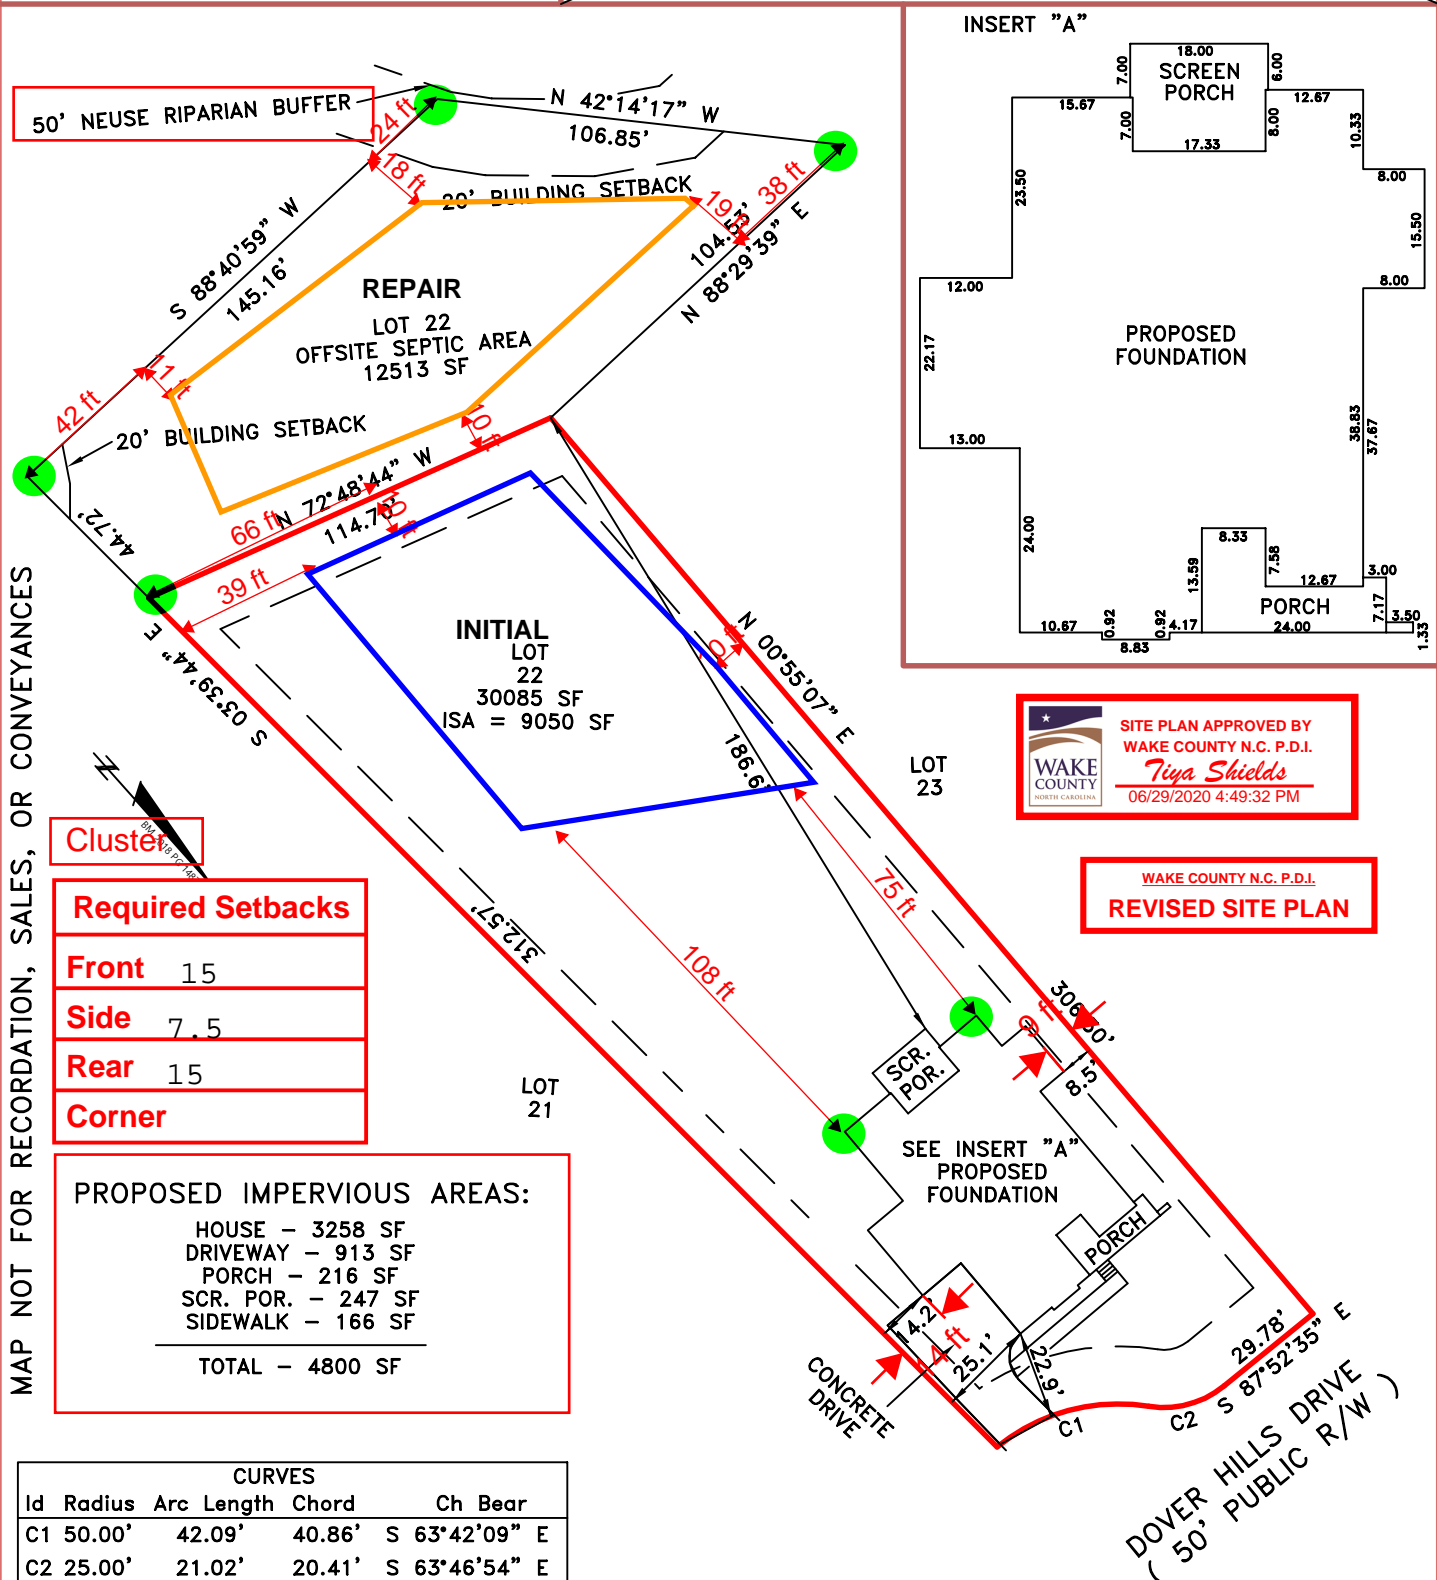 INSERT "A"
18.00
7.00
SCREEN
PORCH
6.00
15.67
12.67
7.00
8.00
17.33
10.33
8.00
23.50
15.50
12.00
8.00
PROPOSED
FOUNDATION
22.17
13.00
38.83
37.67
24.00
8.33
7.58
13.59
12.67
3.00
PORCH
7.17
3.50
1.33
10.67
0.92
0.92
4.17
24.00
8.83
50' NEUSE RIPARIAN BUFFER
24 ft
N 42°14'17" W
106.85'
18 ft
20' BUILDING SETBACK
19 ft
38 ft
104.53'
N 88°29'39" E
S 88°40'59" W
145.16'
REPAIR
LOT 22
OFFSITE SEPTIC AREA
12513 SF
11 ft
42 ft
20' BUILDING SETBACK
10 ft
44.72'
N 72°48'44" W
114.76'
66 ft
10 ft
39 ft
S 03°39'44" E
INITIAL
LOT
22
30085 SF
ISA = 9050 SF
10 ft
N 00°55'07" E
186.6'
LOT
23
WAKE
COUNTY
NORTH CAROLINA
SITE PLAN APPROVED BY
WAKE COUNTY N.C. P.D.I.
Tiya Shields
06/29/2020 4:49:32 PM
WAKE COUNTY N.C. P.D.I.
REVISED SITE PLAN
MAP NOT FOR RECORDATION, SALES, OR CONVEYANCES
N
Cluster
Required Setbacks
Front 15
Side 7.5
Rear 15
Corner
312.57'
75 ft
108 ft
LOT
21
306.30'
9 ft
8.5'
SCR.
POR.
SEE INSERT "A"
PROPOSED
FOUNDATION
PORCH
14.2'
14 ft
25.1'
22.9'
CONCRETE
DRIVE
C1
C2
29.78'
S 87°52'35" E
DOVER HILLS DRIVE
( 50' PUBLIC R/W )
PROPOSED IMPERVIOUS AREAS:
HOUSE – 3258 SF
DRIVEWAY – 913 SF
PORCH – 216 SF
SCR. POR. – 247 SF
SIDEWALK – 166 SF
TOTAL – 4800 SF
CURVES
Id Radius Arc Length Chord Ch Bear
C1 50.00' 42.09' 40.86' S 63°42'09" E
C2 25.00' 21.02' 20.41' S 63°46'54" E